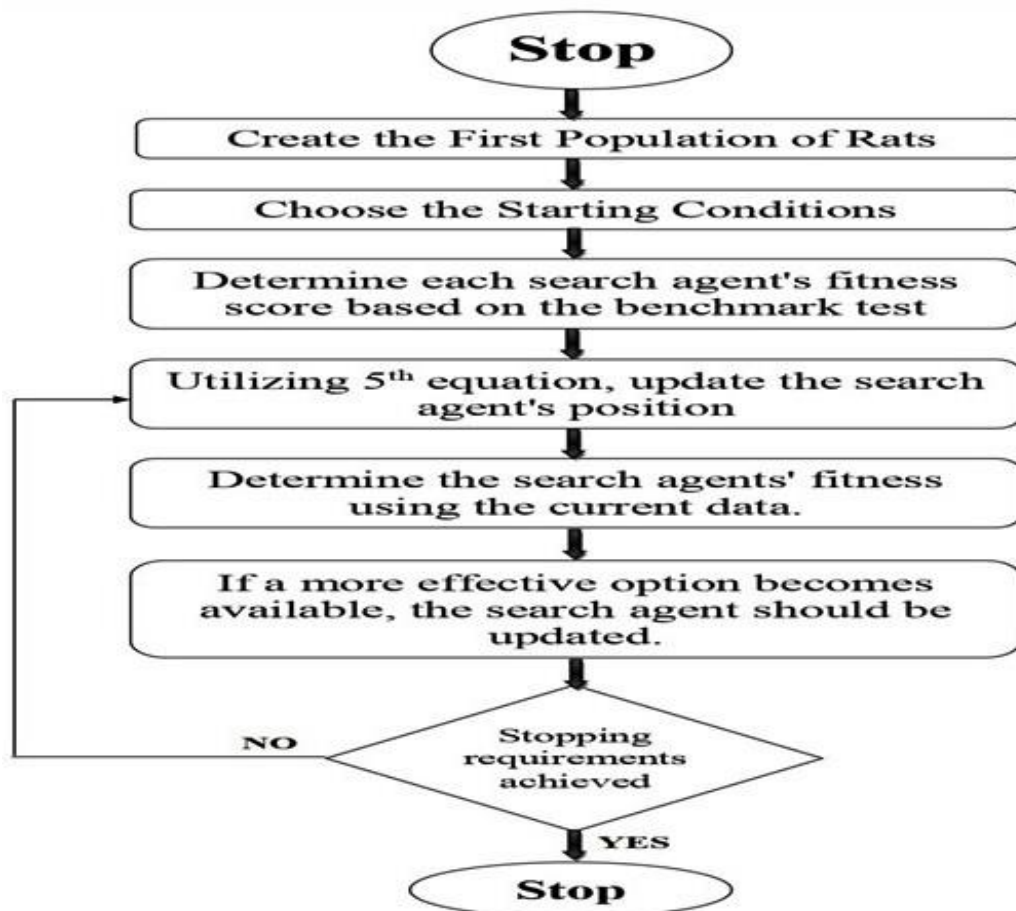 Stop
Create the First Population of Rats
Choose the Starting Conditions
Determine each search agent's fitness
score based on the benchmark test
Utilizing 5th equation, update the search
agent's position
Determine the search agents' fitness
using the current data.
If a more effective option becomes
available, the search agent should be
updated.
Stopping
requirements
achieved
NO
YES
Stop